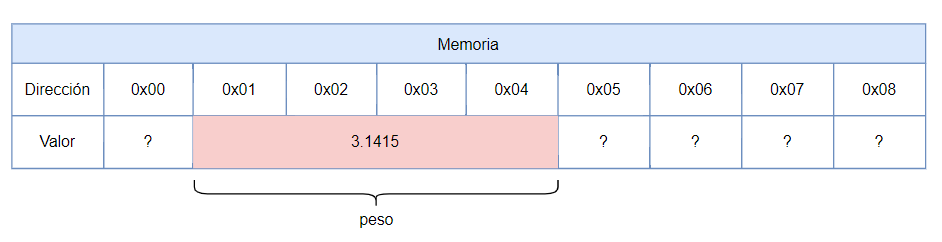 Memoria
Dirección 0x00 0x01 0x02 0x03 0x04 0x05 0x06 0x07 0x08
Valor ? 3.1415 ? ? ? ?
peso